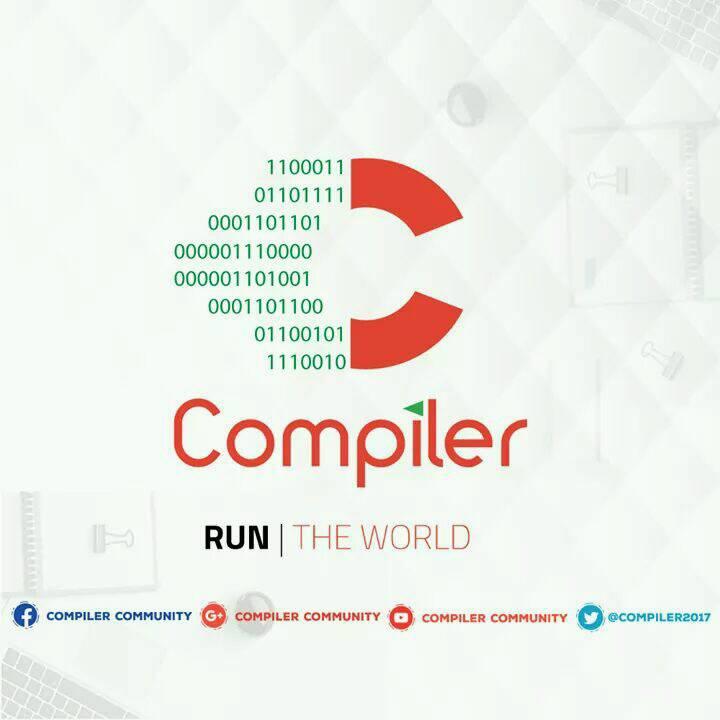 1100011
01101111
0001101101
000001110000
000001101001
0001101100
01100101
1110010
Compiler
RUN | THE WORLD
COMPILER COMMUNITY COMPILER COMMUNITY COMPILER COMMUNITY @COMPILER2017